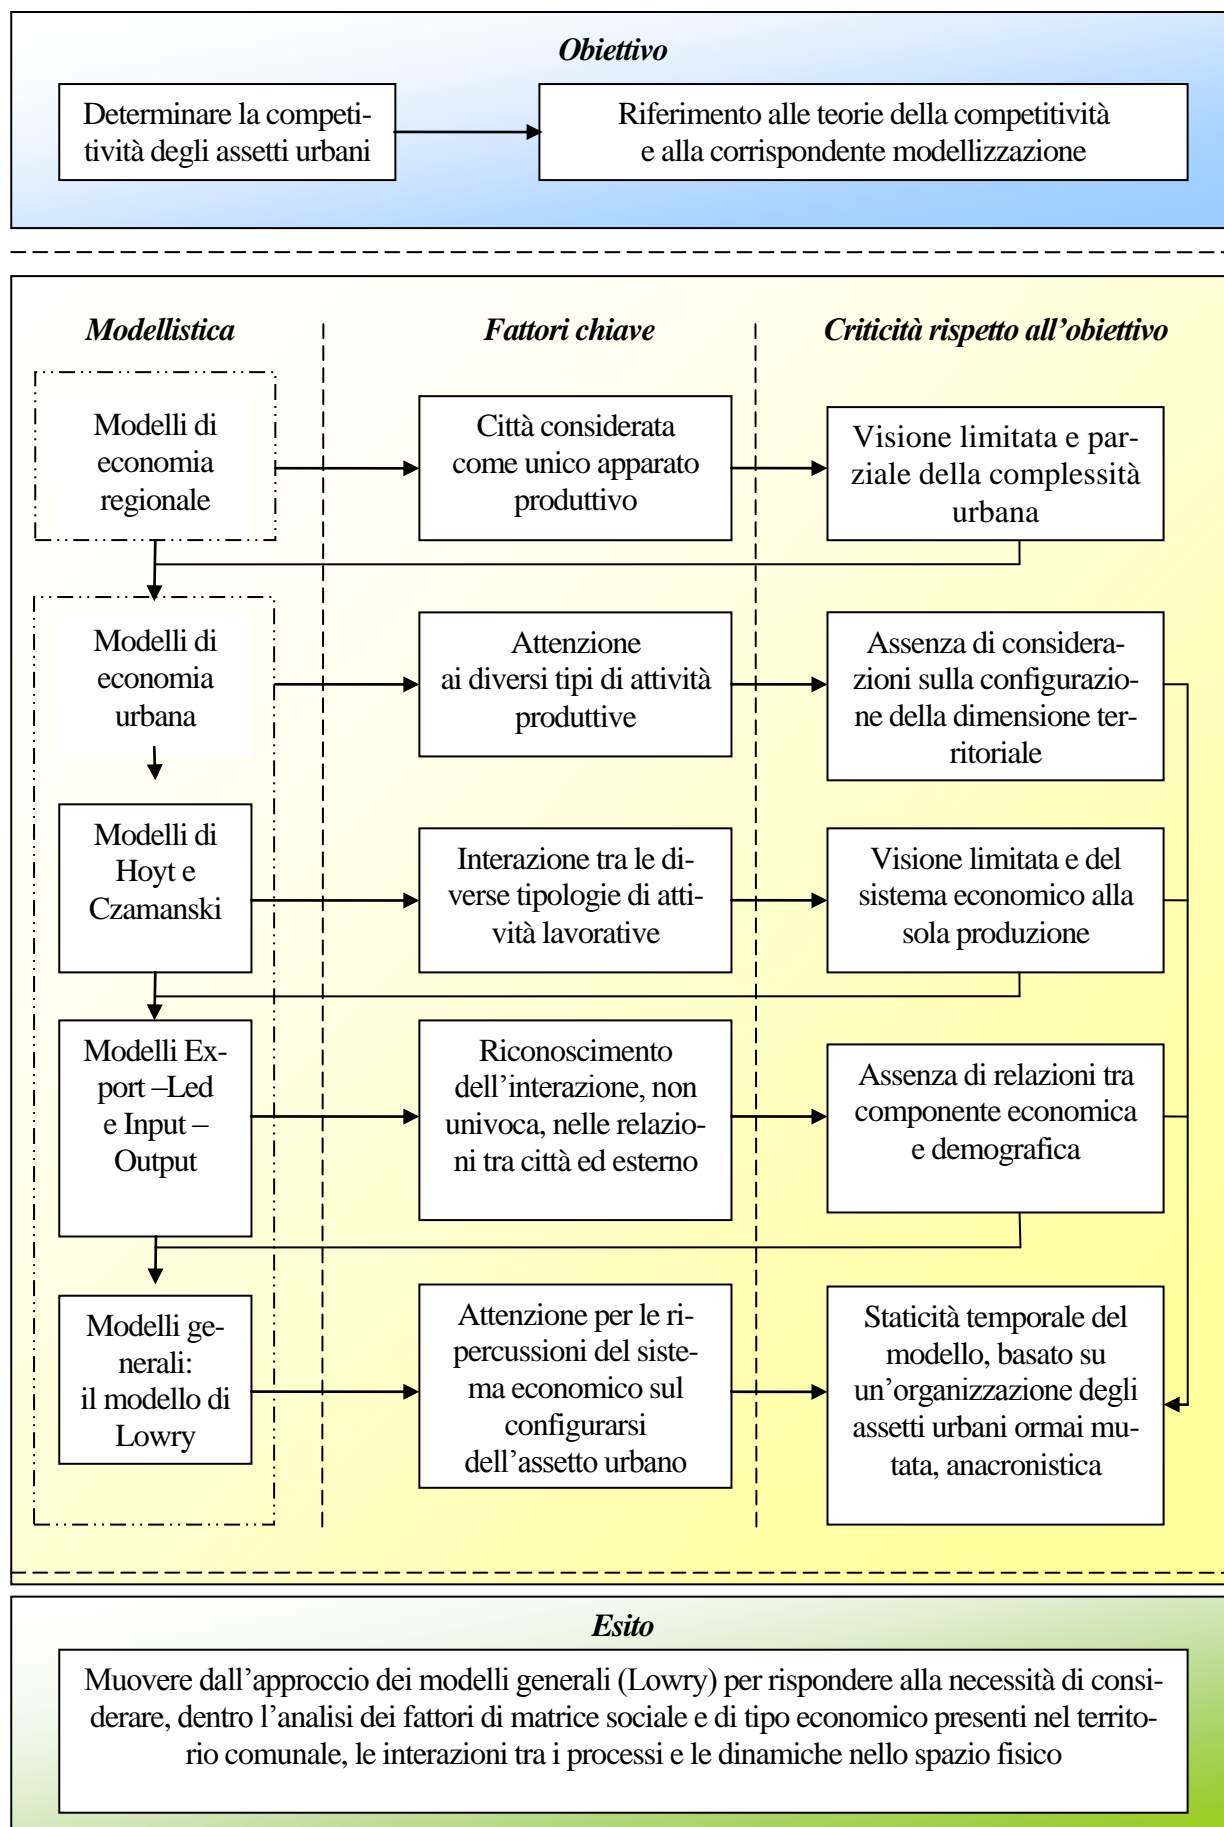 Obiettivo
Determinare la competi-
tività degli assetti urbani
Riferimento alle teorie della competitività
e alla corrispondente modellizzazione
Modellistica
Fattori chiave
Criticità rispetto all’obiettivo
Modelli di
economia
regionale
Città considerata
come unico apparato
produttivo
Visione limitata e par-
ziale della complessità
urbana
Modelli di
economia
urbana
Attenzione
ai diversi tipi di attività
produttive
Assenza di considera-
zioni sulla configurazio-
ne della dimensione ter-
ritoriale
Modelli di
Hoyt e
Czamanski
Interazione tra le di-
verse tipologie di atti-
vità lavorative
Visione limitata e del
sistema economico alla
sola produzione
Modelli Ex-
port –Led
e Input –
Output
Riconoscimento
dell’interazione, non
univoca, nelle relazio-
ni tra città ed esterno
Assenza di relazioni tra
componente economica
e demografica
Modelli ge-
nerali:
il modello di
Lowry
Attenzione per le ri-
percussioni del siste-
ma economico sul
configurarsi
dell’assetto urbano
Staticità temporale del
modello, basato su
un’organizzazione degli
assetti urbani ormai mu-
tata, anacronistica
Esito
Muovere dall’approccio dei modelli generali (Lowry) per rispondere alla necessità di consi-
derare, dentro l’analisi dei fattori di matrice sociale e di tipo economico presenti nel territo-
rio comunale, le interazioni tra i processi e le dinamiche nello spazio fisico